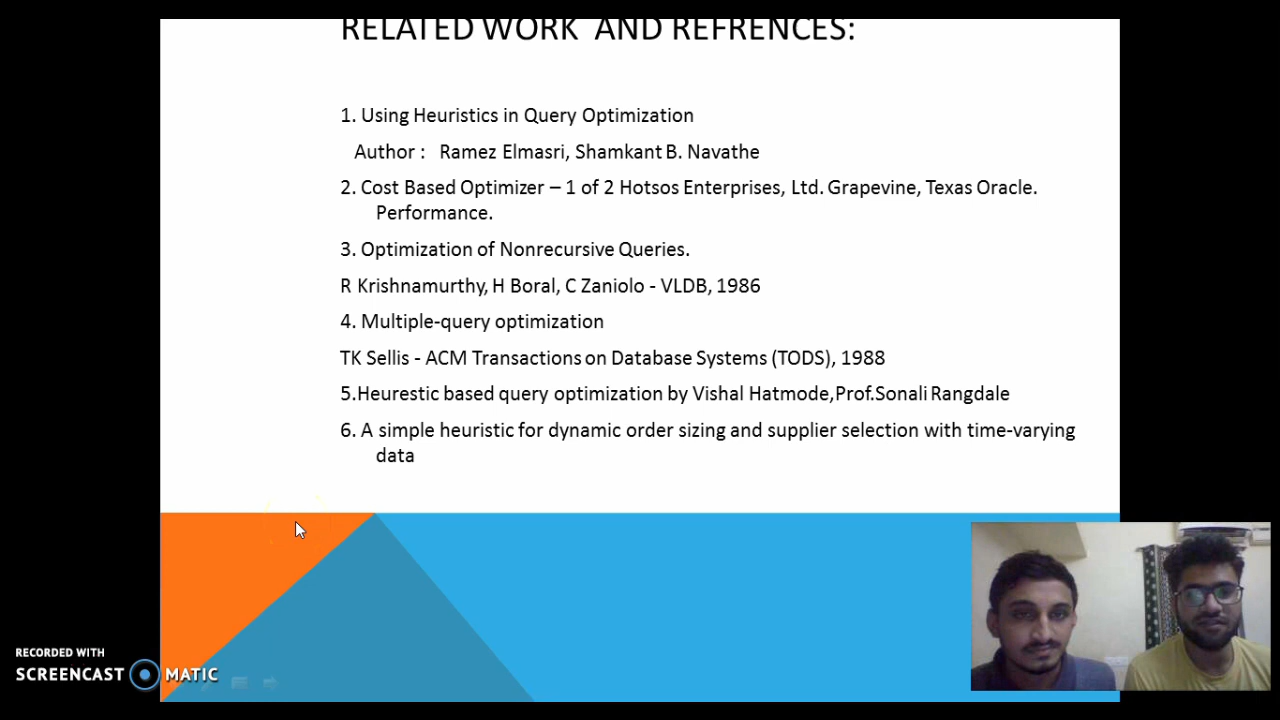 RELATED WORK AND REFRENCES:
1. Using Heuristics in Query Optimization
Author : Ramez Elmasri, Shamkant B. Navathe
2. Cost Based Optimizer – 1 of 2 Hotsos Enterprises, Ltd. Grapevine, Texas Oracle.
Performance.
3. Optimization of Nonrecursive Queries.
R Krishnamurthy, H Boral, C Zaniolo - VLDB, 1986
4. Multiple-query optimization
TK Sellis - ACM Transactions on Database Systems (TODS), 1988
5.Heurestic based query optimization by Vishal Hatmode,Prof.Sonali Rangdale
6. A simple heuristic for dynamic order sizing and supplier selection with time-varying
data
RECORDED WITH
SCREENCAST MATIC